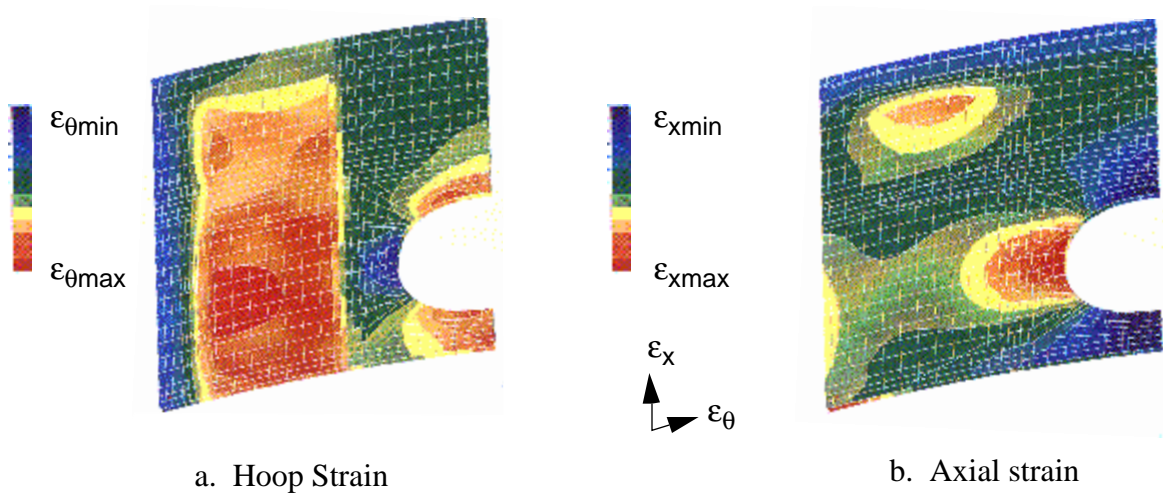 εθmin
εθmax
εxmin
εxmax
εx
εθ
a. Hoop Strain
b. Axial strain